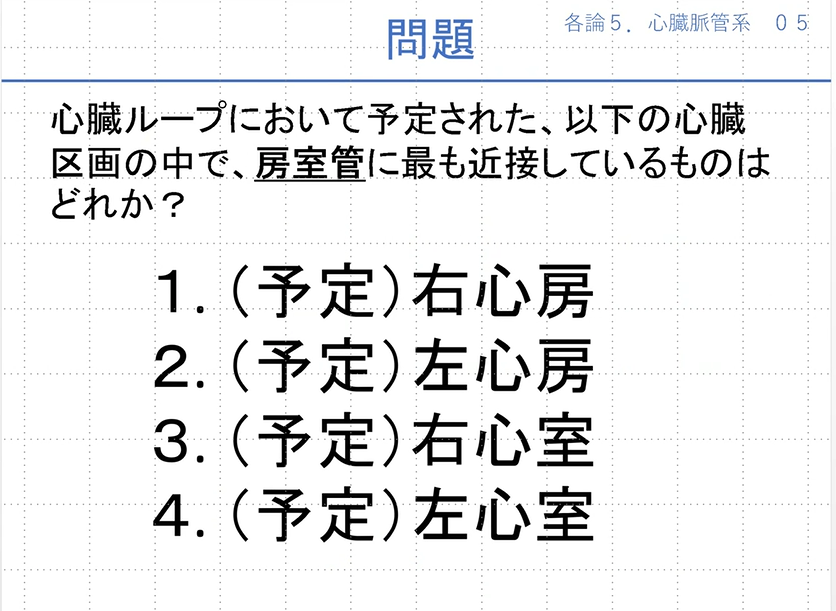 各論5．心臓脈管系　05
問題
心臓ループにおいて予定された、以下の心臓
区画の中で、房室管に最も近接しているものは
どれか？
1.（予定）右心房
2.（予定）左心房
3.（予定）右心室
4.（予定）左心室